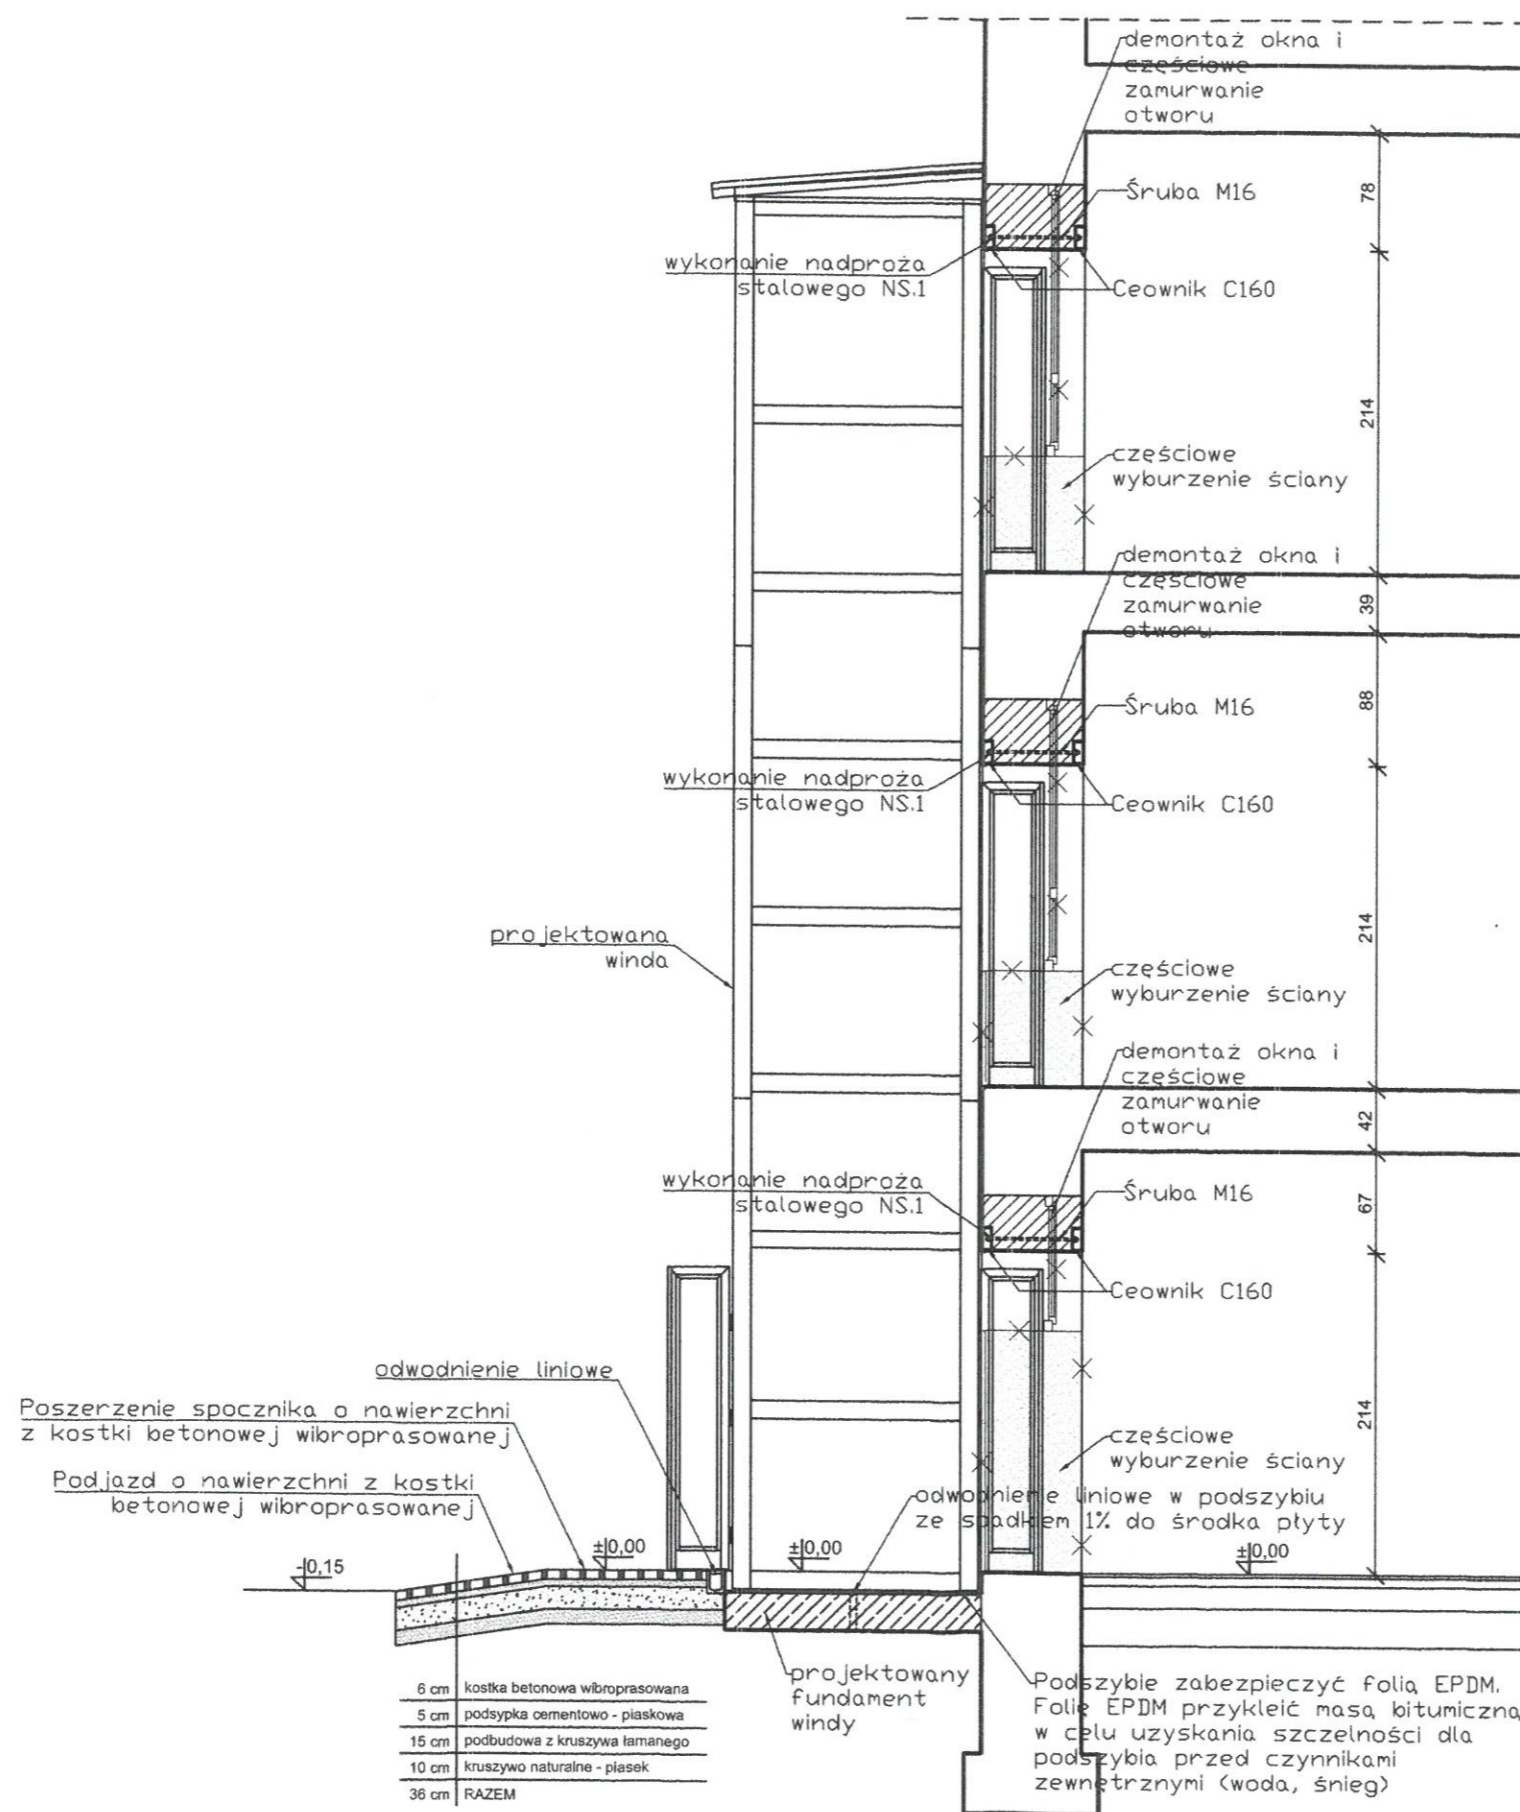 demontaż okna i
częściowe
zamurwanie
otworu
78
Śruba M16
wykonanie nadproża
stalowego NS.1
Ceownik C160
214
częściowe
wyburzenie ściany
demontaż okna i
częściowe
zamurwanie
otworu
39
88
Śruba M16
wykonanie nadproża
stalowego NS.1
Ceownik C160
projektowana
winda
214
częściowe
wyburzenie ściany
demontaż okna i
częściowe
zamurwanie
otworu
42
wykonanie nadproża
stalowego NS.1
Śruba M16
67
Ceownik C160
odwodnienie liniowe
Poszerzenie spocznika o nawierzchni
z kostki betonowej wibroprasowanej
214
częściowe
wyburzenie ściany
Podjazd o nawierzchni z kostki
betonowej wibroprasowanej
odwodnienie liniowe w podszybiu
ze spadkiem 1% do środka płyty
-0,15
±0,00
±0,00
±0,00
projektowany
fundament
windy
Podszybie zabezpieczyć folią EPDM.
Folię EPDM przykleić masą bitumiczną
w celu uzyskania szczelności dla
podszybia przed czynnikami
zewnętrznymi (woda, śnieg)
6 cm kostka betonowa wibroprasowana
5 cm podsypka cementowo - piaskowa
15 cm podbudowa z kruszywa łamanego
10 cm kruszywo naturalne - piasek
36 cm RAZEM